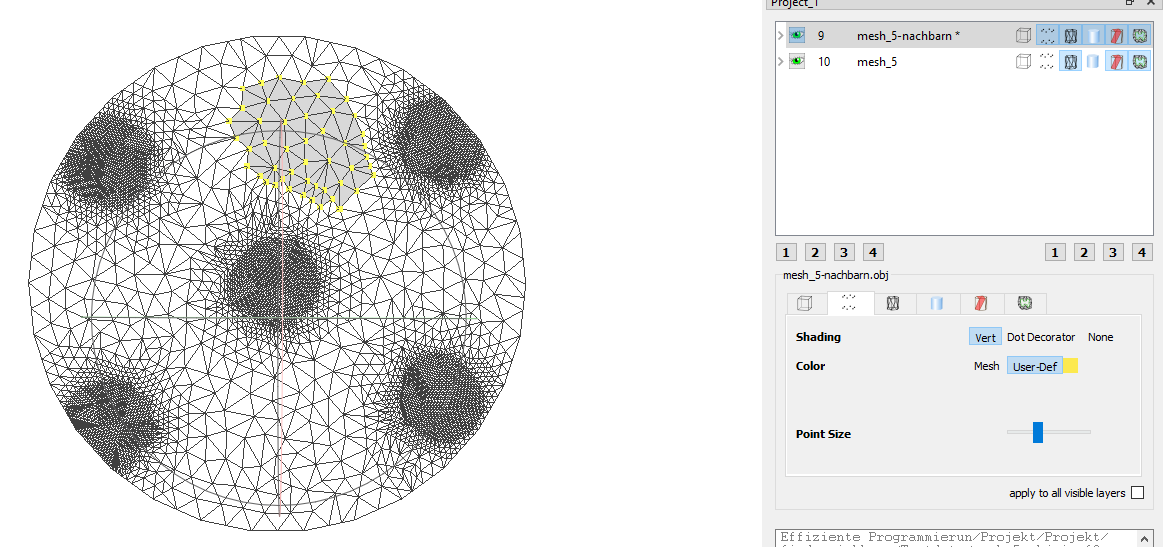 Project_1
9 mesh_5-nachbarn *
10 mesh_5
1 2 3 4 1 2 3 4
mesh_5-nachbarn.obj
Shading Vert Dot Decorator None
Color Mesh User-Def
Point Size
apply to all visible layers
Effiziente Programmierun/Projekt/Projekt/